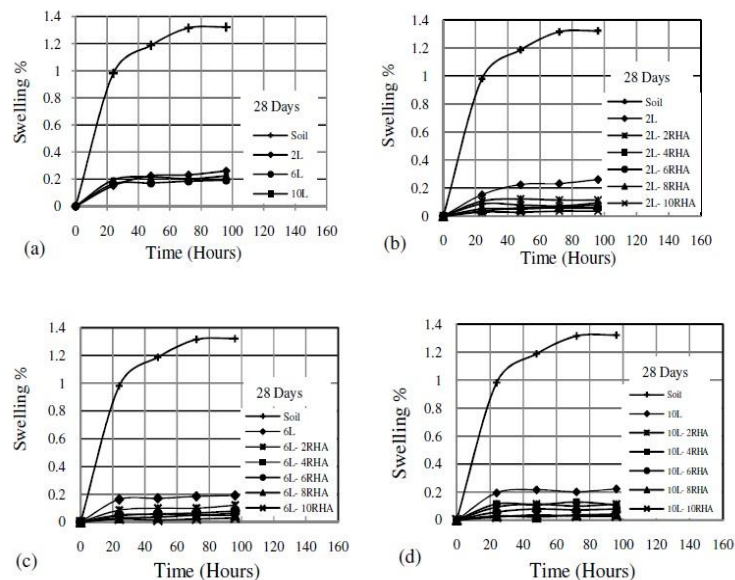 1.4
1.2
1
0.8
0.6
0.4
0.2
0
Swelling %
28 Days
Soil
2L
6L
10L
0 20 40 60 80 100 120 140 160
Time (Hours)
(a)
1.4
1.2
1
0.8
0.6
0.4
0.2
0
Swelling %
28 Days
Soil
2L
2L- 2RHA
2L- 4RHA
2L- 6RHA
2L- 8RHA
2L- 10RHA
0 20 40 60 80 100 120 140 160
Time (Hours)
(b)
1.4
1.2
1
0.8
0.6
0.4
0.2
0
Swelling %
28 Days
Soil
6L
6L- 2RHA
6L- 4RHA
6L- 6RHA
6L- 8RHA
6L- 10RHA
0 20 40 60 80 100 120 140 160
Time (Hours)
(c)
1.4
1.2
1
0.8
0.6
0.4
0.2
0
Swelling %
28 Days
Soil
10L
10L- 2RHA
10L- 4RHA
10L- 6RHA
10L- 8RHA
10L- 10RHA
0 20 40 60 80 100 120 140 160
Time (Hours)
(d)